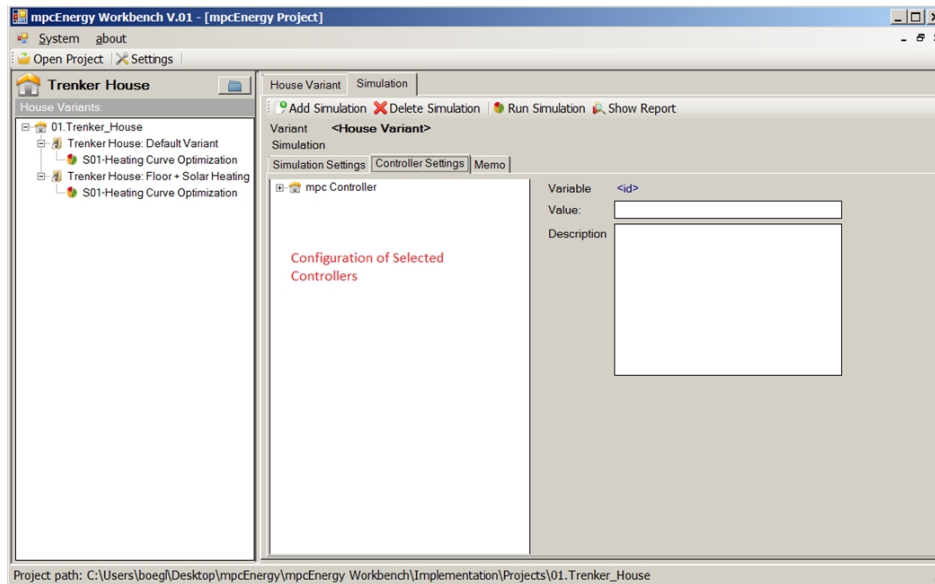 mpcEnergy Workbench V.01 - [mpcEnergy Project]
System about
Open Project Settings
Trenker House
House Variants:
01.Trenker_House
Trenker House: Default Variant
S01-Heating Curve Optimization
Trenker House: Floor + Solar Heating
S01-Heating Curve Optimization
House Variant Simulation
Add Simulation Delete Simulation Run Simulation Show Report
Variant <House Variant>
Simulation
Simulation Settings Controller Settings Memo
mpc Controller
Configuration of Selected
Controllers
Variable <id>
Value:
Description
Project path: C:\Users\boegl\Desktop\mpcEnergy\mpcEnergy Workbench\Implementation\Projects\01.Trenker_House